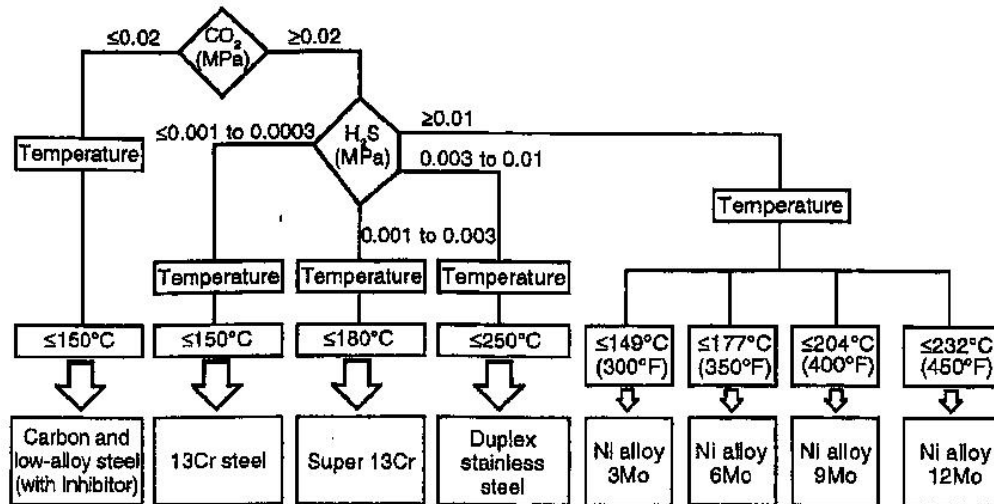 ≤0.02
CO₂
(MPa)
≥0.02
≤0.001 to 0.0003
H₂S
(MPa)
≥0.01
0.003 to 0.01
Temperature
Temperature
0.001 to 0.003
Temperature
Temperature
Temperature
≤150°C
≤150°C
≤180°C
≤250°C
≤149°C
(300°F)
≤177°C
(350°F)
≤204°C
(400°F)
≤232°C
(450°F)
Carbon and
low-alloy steel
(with Inhibitor)
13Cr steel
Super 13Cr
Duplex
stainless
steel
Ni alloy
3Mo
Ni alloy
6Mo
Ni alloy
9Mo
Ni alloy
12Mo